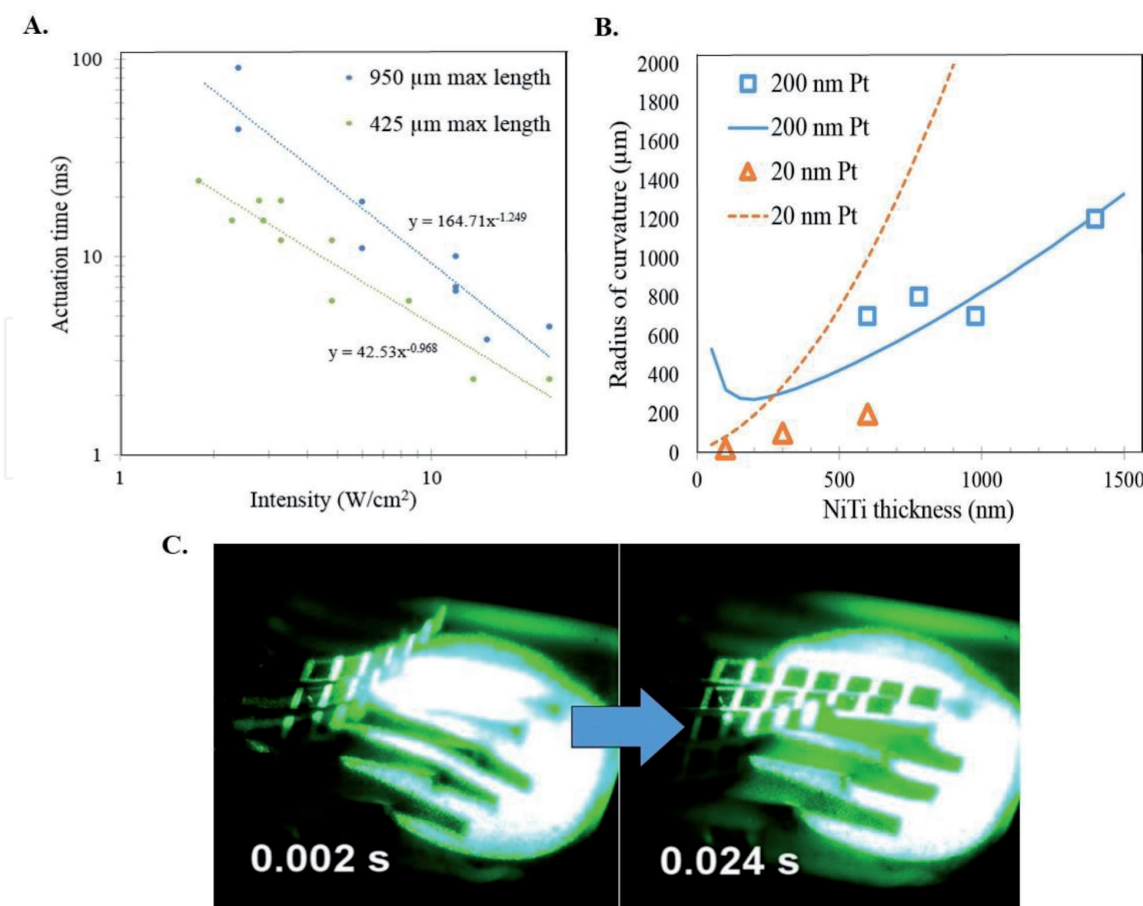 A.
100
10
1
Actuation time (ms)
950 µm max length
425 µm max length
y = 164.71x^-1.249
y = 42.53x^-0.968
1
10
Intensity (W/cm²)
B.
2000
1800
1600
1400
1200
1000
800
600
400
200
0
Radius of curvature (µm)
200 nm Pt
200 nm Pt
20 nm Pt
20 nm Pt
0
500
1000
1500
NiTi thickness (nm)
C.
0.002 s
0.024 s